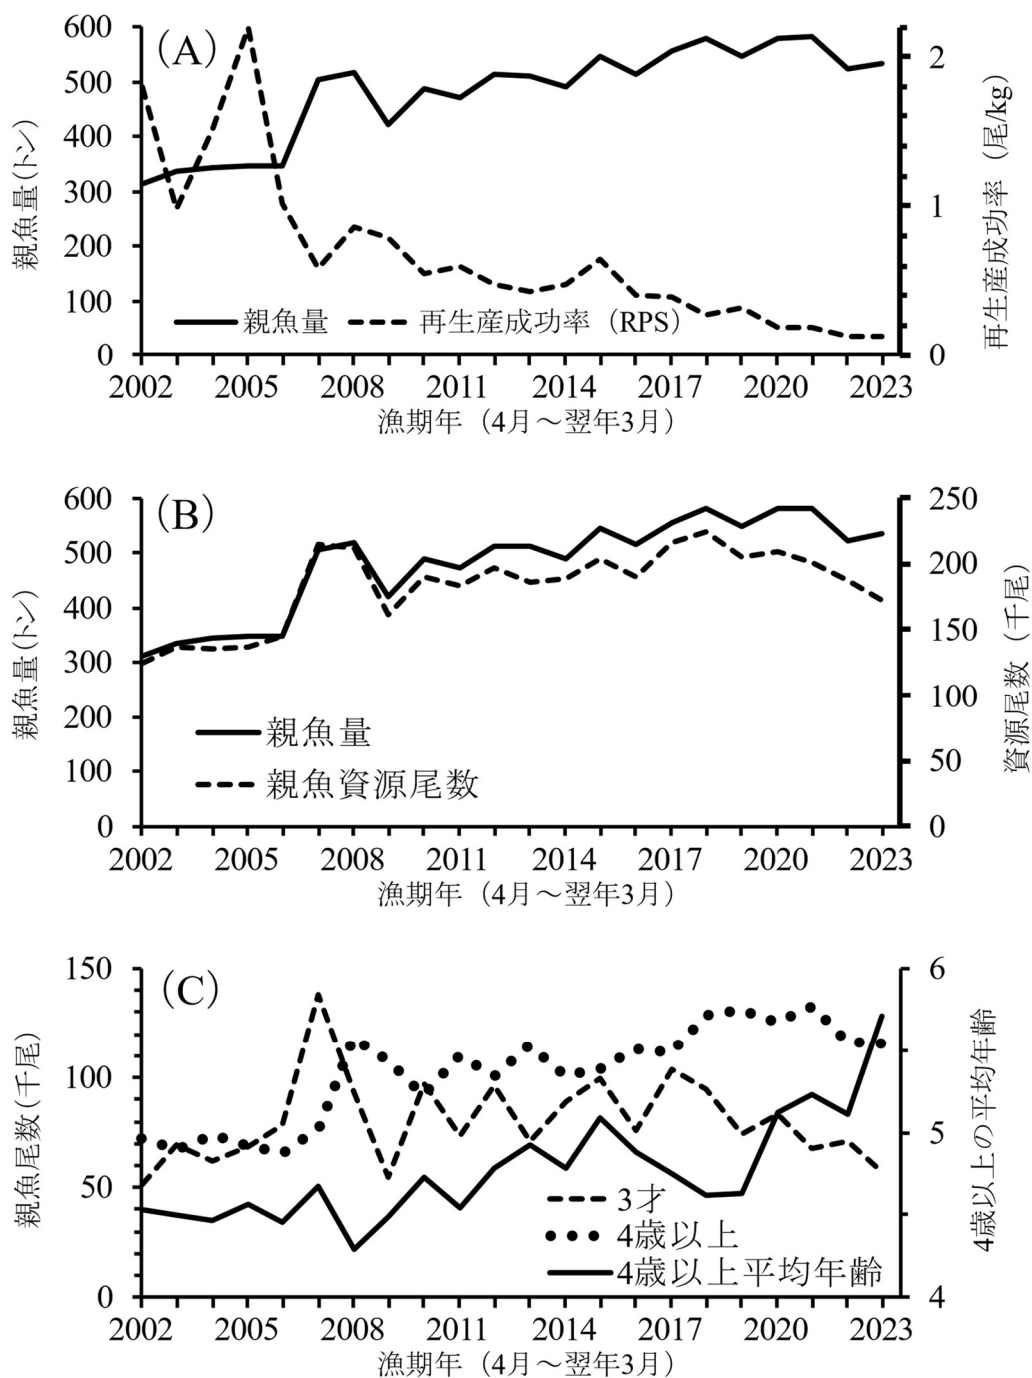 (A)
600
500
400
300
200
100
0
親魚量(トン)
2
1
0
再生産成功率（尾/kg）
親魚量
再生産成功率（RPS）
2002 2005 2008 2011 2014 2017 2020 2023
漁期年（4月～翌年3月）
(B)
600
500
400
300
200
100
0
親魚量(トン)
250
200
150
100
50
0
資源尾数（千尾）
親魚量
親魚資源尾数
2002 2005 2008 2011 2014 2017 2020 2023
漁期年（4月～翌年3月）
(C)
150
100
50
0
親魚尾数(千尾)
6
5
4
4歳以上の平均年齢
3才
4歳以上
4歳以上平均年齢
2002 2005 2008 2011 2014 2017 2020 2023
漁期年（4月～翌年3月）